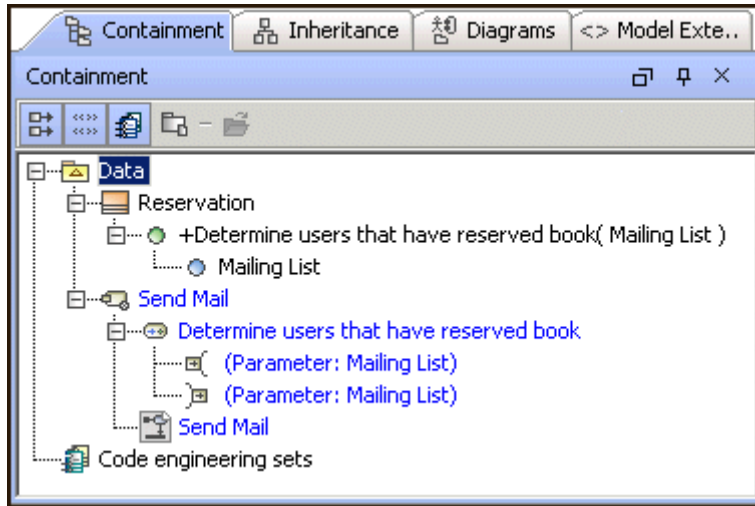 Containment Inheritance Diagrams <> Model Exte..
Containment
Data
Reservation
+Determine users that have reserved book( Mailing List )
Mailing List
Send Mail
Determine users that have reserved book
(Parameter: Mailing List)
(Parameter: Mailing List)
Send Mail
Code engineering sets